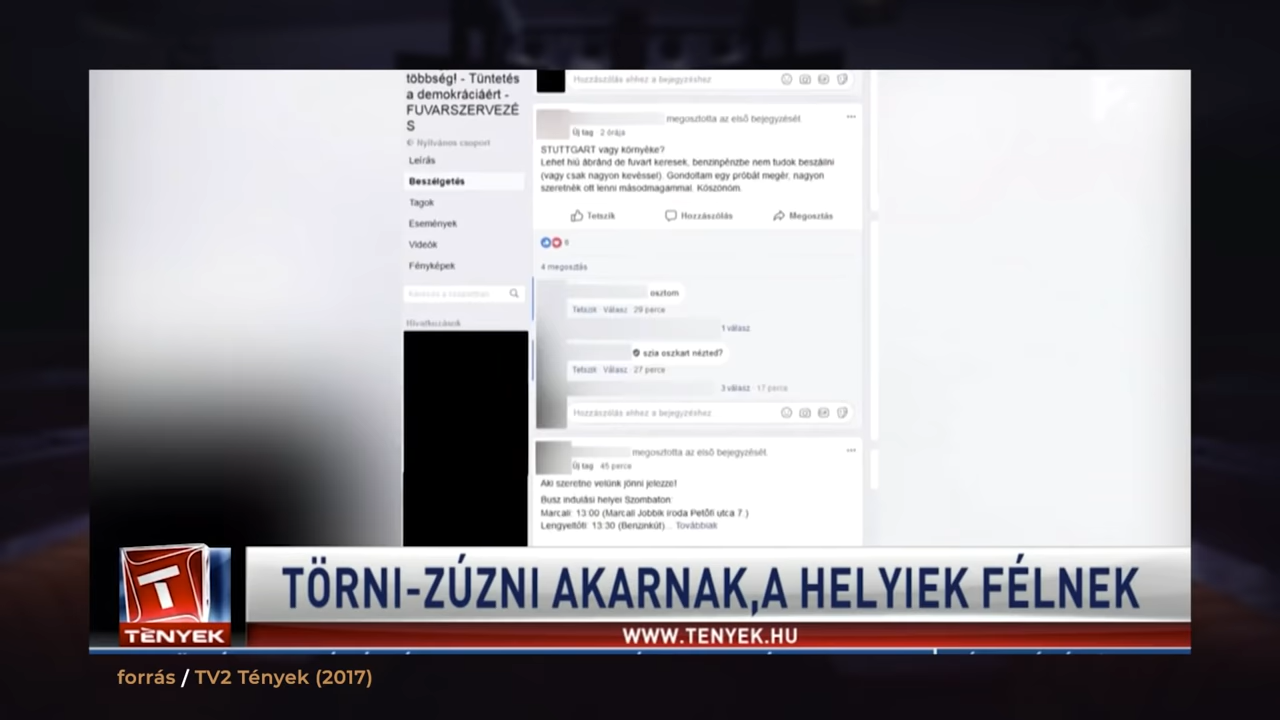 többség! - Tüntetés
a demokráciáért -
FUVARSZERVEZÉ
S
Nyilvános csoport
Leírás
Beszélgetés
Tagok
Események
Videók
Fényképek
Keresés a csoportban
Hivatkozások
Hozzászólás ehhez a bejegyzéshez
megosztotta az első bejegyzését.
Új tag · 2 órája
STUTTGART vagy környéke?
Lehet hiú ábránd de fuvart keresek, benzinpénzbe nem tudok beszállni
(vagy csak nagyon kevéssel). Gondoltam egy próbát megér, nagyon
szeretnék ott lenni másodmagammal. Köszönöm.
Tetszik Hozzászólás Megosztás
6
4 megosztás
osztom
Tetszik · Válasz · 29 perce
1 válasz
szia oszkart nézted?
Tetszik · Válasz · 27 perce
3 válasz · 17 perce
Hozzászólás ehhez a bejegyzéshez
megosztotta az első bejegyzését.
Új tag · 45 perce
Aki szeretne velünk jönni jelezze!
Busz indulási helyei Szombaton:
Marcali: 13:00 (Marcali Jobbik iroda Petőfi utca 7.)
Lengyeltóti: 13:30 (Benzinkút)... Továbbiak
T
TÉNYEK
TÖRNI-ZÚZNI AKARNAK,A HELYIEK FÉLNEK
WWW.TENYEK.HU
forrás / TV2 Tények (2017)